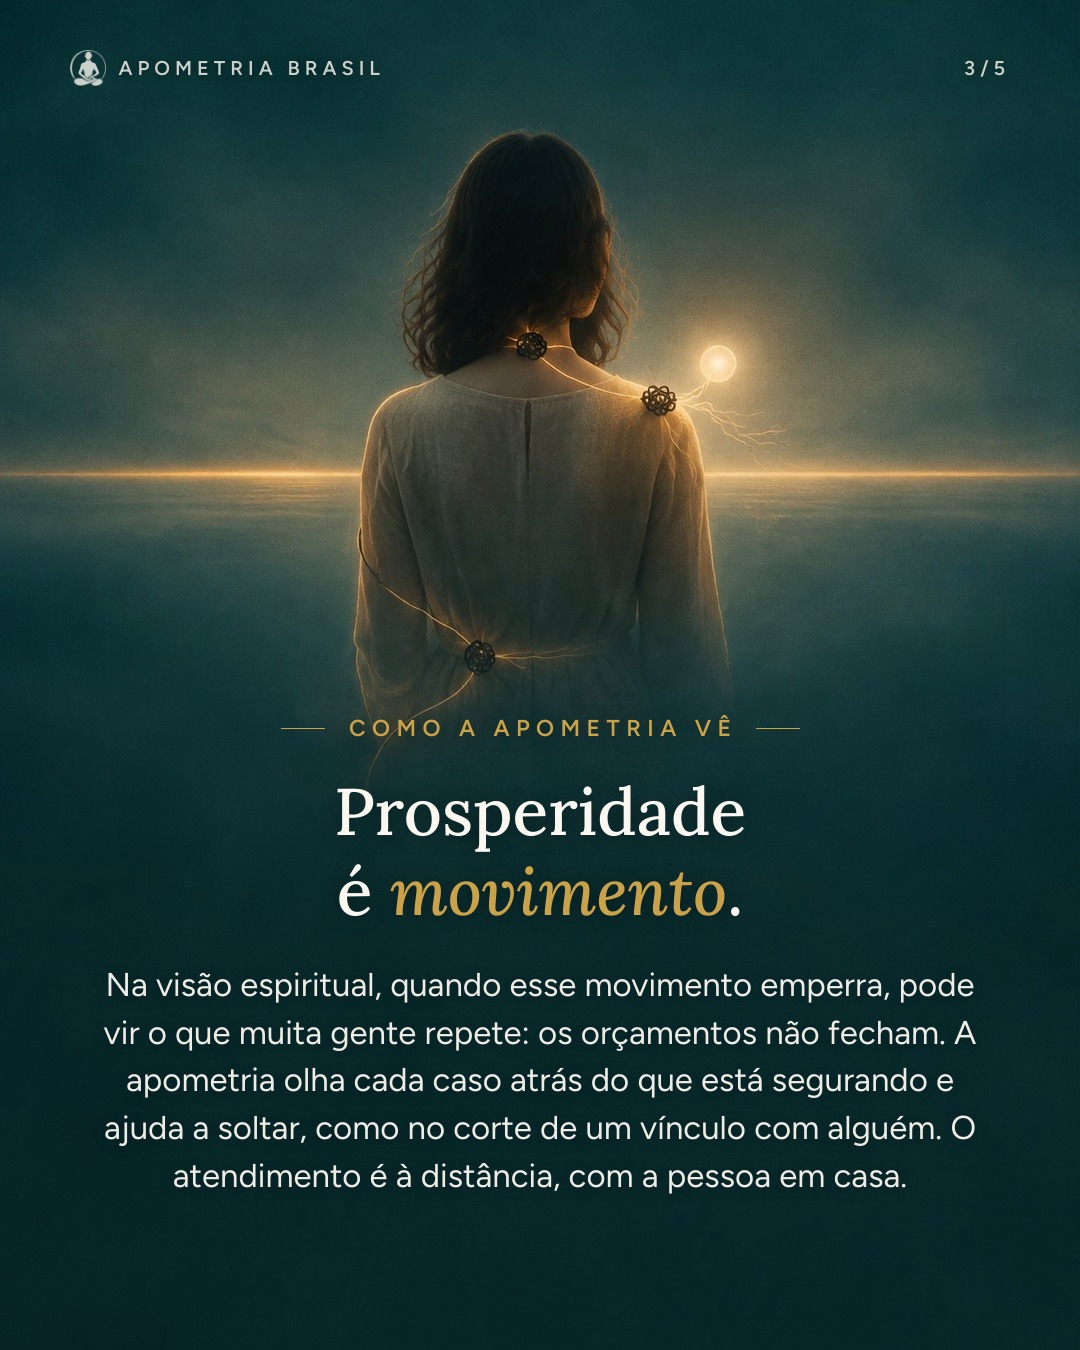 APOMETRIA BRASIL
3/5
COMO A APOMETRIA VÊ
Prosperidade
é movimento.
Na visão espiritual, quando esse movimento emperra, pode
vir o que muita gente repete: os orçamentos não fecham. A
apometria olha cada caso atrás do que está segurando e
ajuda a soltar, como no corte de um vínculo com alguém. O
atendimento é à distância, com a pessoa em casa.